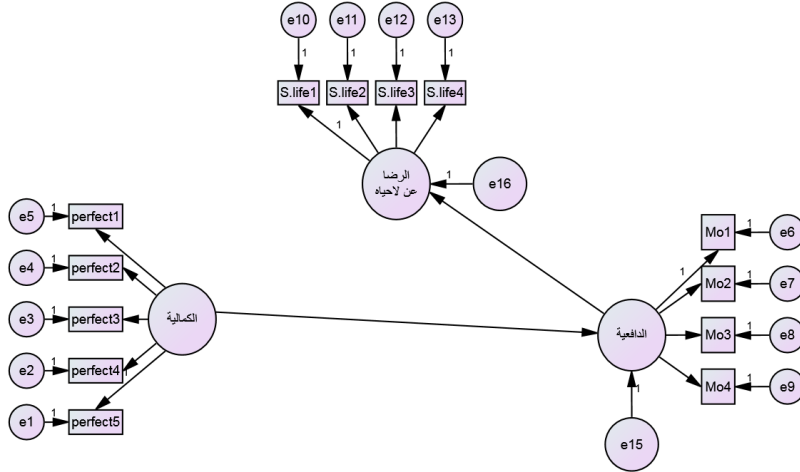 e10 e11 e12 e13
1 1 1 1
S.life1 S.life2 S.life3 S.life4
1
الرضا
عن لاحياه
1 e16
e5 1 perfect1
e4 1 perfect2
e3 1 perfect3
e2 1 perfect4
e1 1 perfect5
1
الكمالية
الدافعية
1
Mo1 1 e6
Mo2 1 e7
Mo3 1 e8
Mo4 1 e9
1
e15